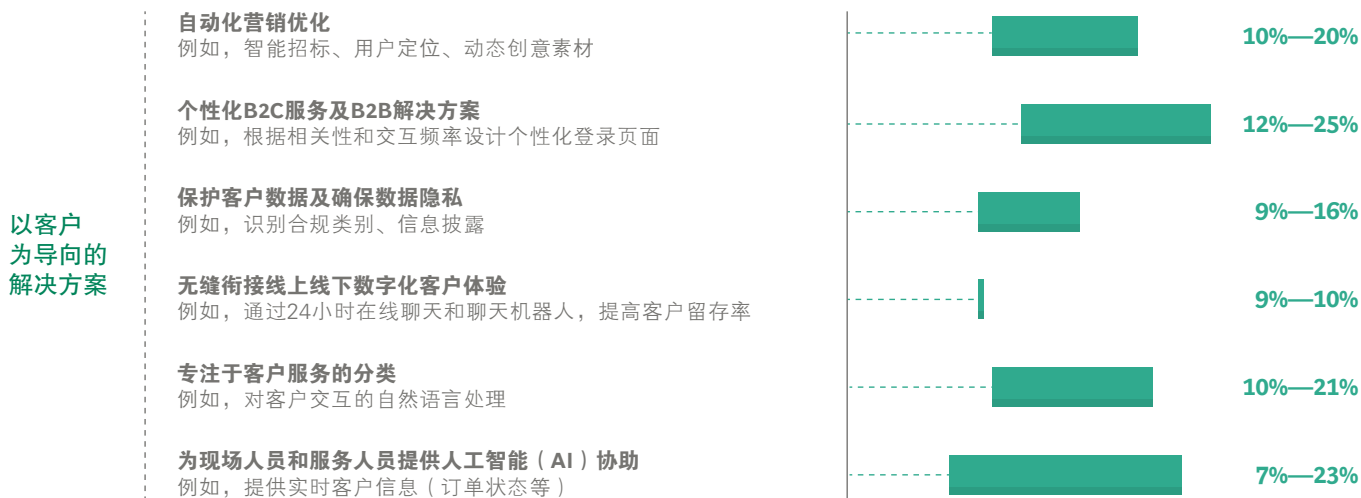 自动化营销优化
例如，智能招标、用户定位、动态创意素材
10%—20%
个性化B2C服务及B2B解决方案
例如，根据相关性和交互频率设计个性化登录页面
12%—25%
以客户
为导向的
解决方案
保护客户数据及确保数据隐私
例如，识别合规类别、信息披露
9%—16%
无缝衔接线上线下数字化客户体验
例如，通过24小时在线聊天和聊天机器人，提高客户留存率
9%—10%
专注于客户服务的分类
例如，对客户交互的自然语言处理
10%—21%
为现场人员和服务人员提供人工智能（AI）协助
例如，提供实时客户信息（订单状态等）
7%—23%